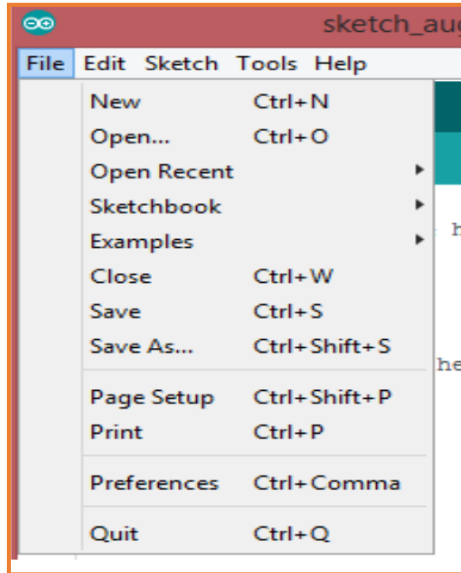 sketch_aug
File Edit Sketch Tools Help
New Ctrl+N
Open... Ctrl+O
Open Recent
Sketchbook
Examples
Close Ctrl+W
Save Ctrl+S
Save As... Ctrl+Shift+S
Page Setup Ctrl+Shift+P
Print Ctrl+P
Preferences Ctrl+Comma
Quit Ctrl+Q